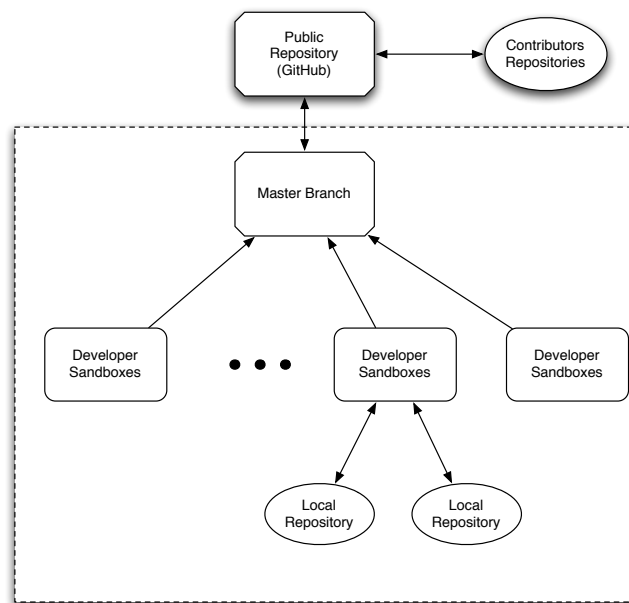 Public
Repository
(GitHub)
Contributors
Repositories
Master Branch
Developer
Sandboxes
Developer
Sandboxes
Developer
Sandboxes
Local
Repository
Local
Repository